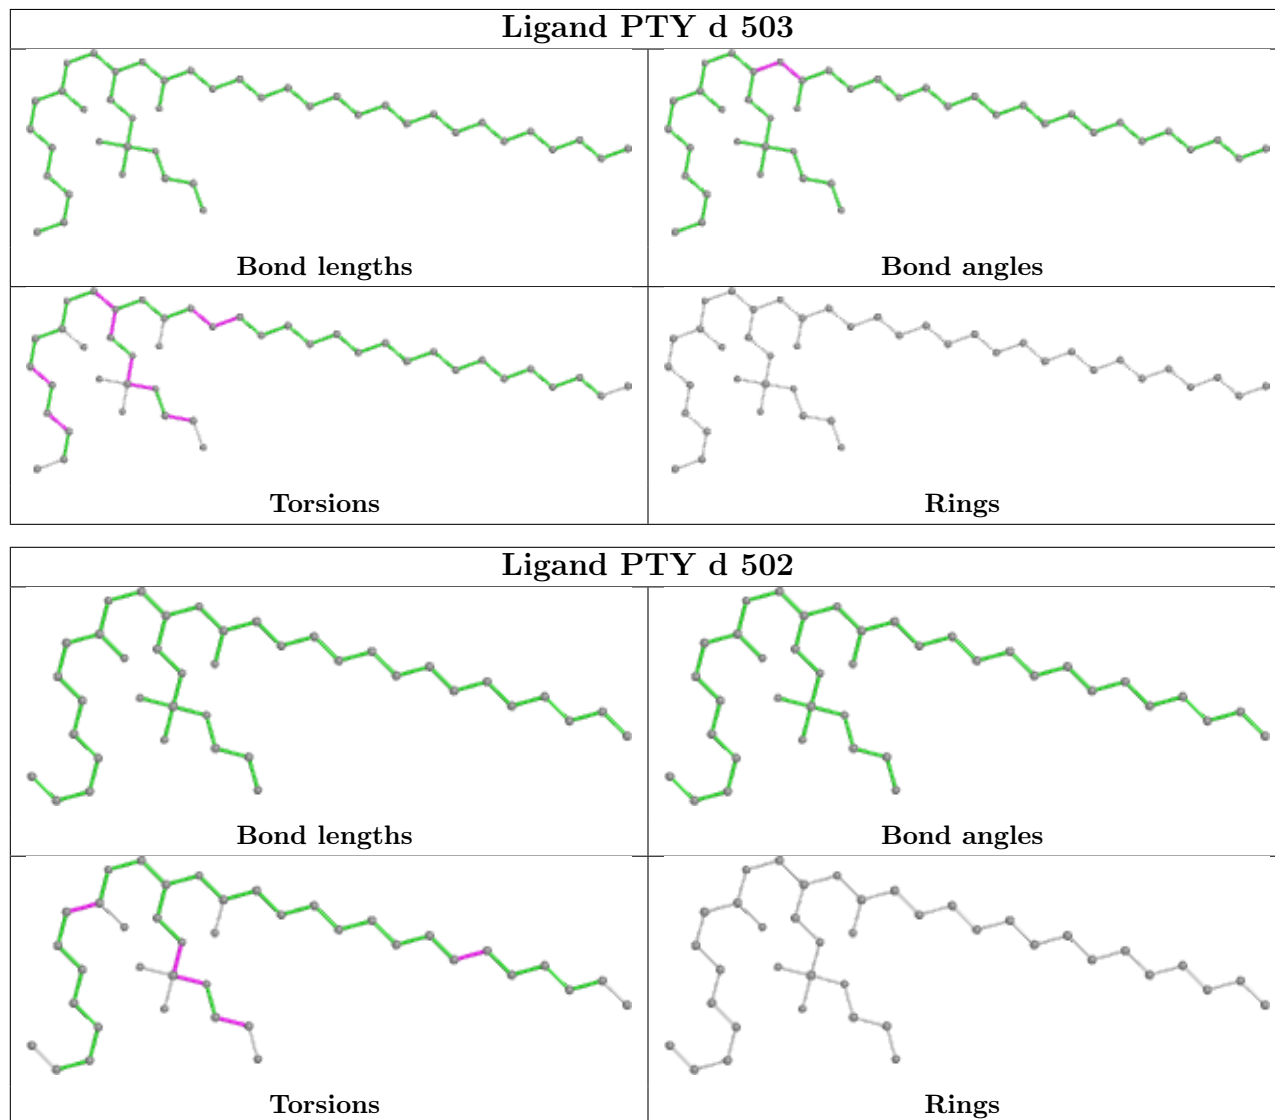 Ligand PTY d 503
Bond lengths
Bond angles
Torsions
Rings
Ligand PTY d 502
Bond lengths
Bond angles
Torsions
Rings